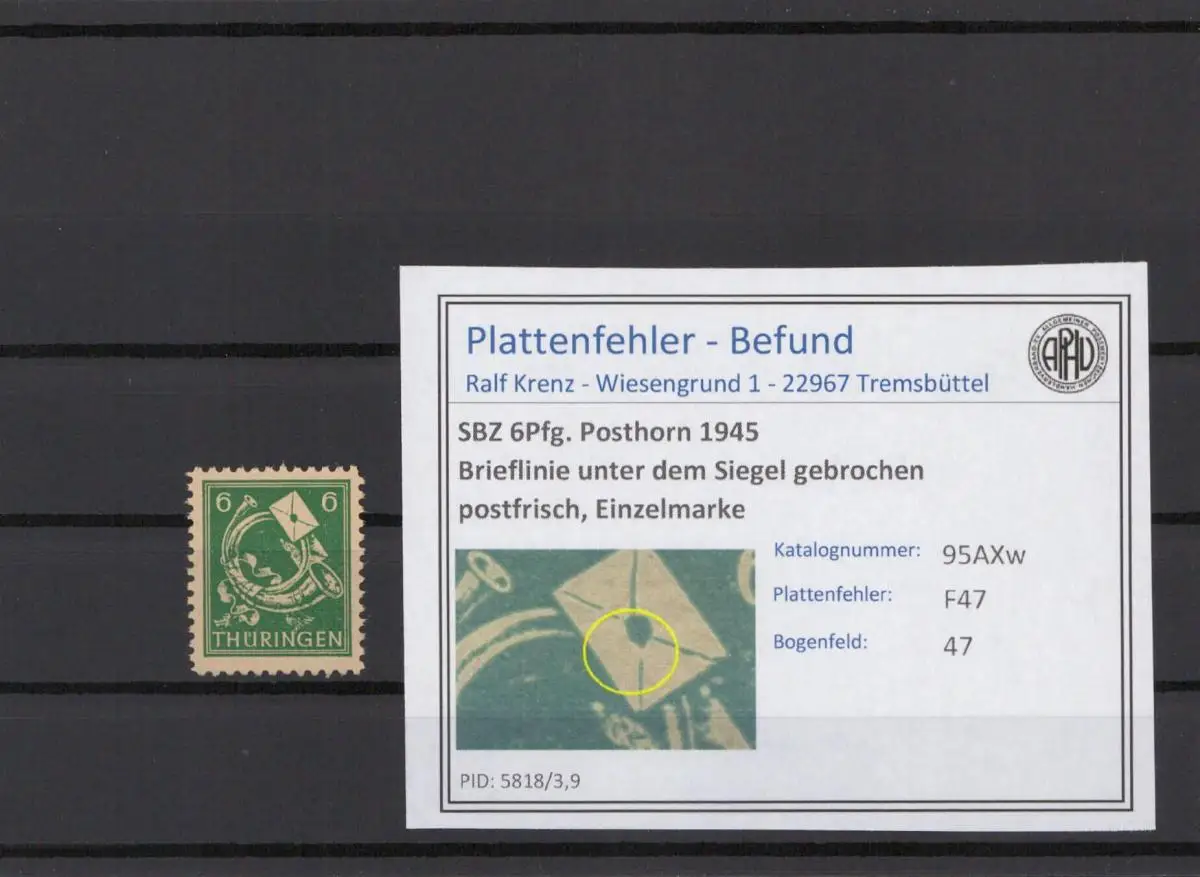 6 6
THÜRINGEN
Plattenfehler - Befund
Ralf Krenz - Wiesengrund 1 - 22967 Tremsbüttel
APHV
SBZ 6Pfg. Posthorn 1945
Brieflinie unter dem Siegel gebrochen
postfrisch, Einzelmarke
Katalognummer: 95AXw
Plattenfehler: F47
Bogenfeld: 47
PID: 5818/3,9